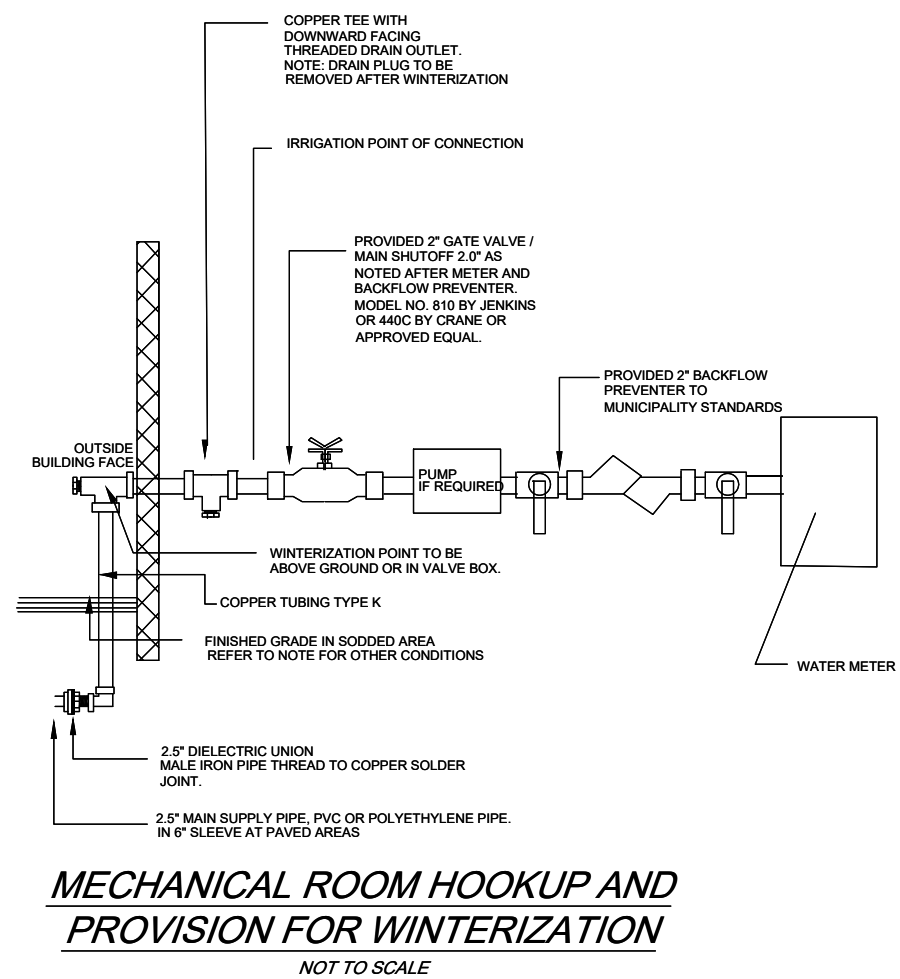 COPPER TEE WITH
DOWNWARD FACING
THREADED DRAIN OUTLET.
NOTE: DRAIN PLUG TO BE
REMOVED AFTER WINTERIZATION
IRRIGATION POINT OF CONNECTION
PROVIDED 2" GATE VALVE /
MAIN SHUTOFF 2.0" AS
NOTED AFTER METER AND
BACKFLOW PREVENTER.
MODEL NO. 810 BY JENKINS
OR 440C BY CRANE OR
APPROVED EQUAL.
PROVIDED 2" BACKFLOW
PREVENTER TO
MUNICIPALITY STANDARDS
OUTSIDE
BUILDING FACE
PUMP
IF REQUIRED
WINTERIZATION POINT TO BE
ABOVE GROUND OR IN VALVE BOX.
COPPER TUBING TYPE K
FINISHED GRADE IN SODDED AREA
REFER TO NOTE FOR OTHER CONDITIONS
WATER METER
2.5" DIELECTRIC UNION
MALE IRON PIPE THREAD TO COPPER SOLDER
JOINT.
2.5" MAIN SUPPLY PIPE, PVC OR POLYETHYLENE PIPE.
IN 6" SLEEVE AT PAVED AREAS
MECHANICAL ROOM HOOKUP AND
PROVISION FOR WINTERIZATION
NOT TO SCALE